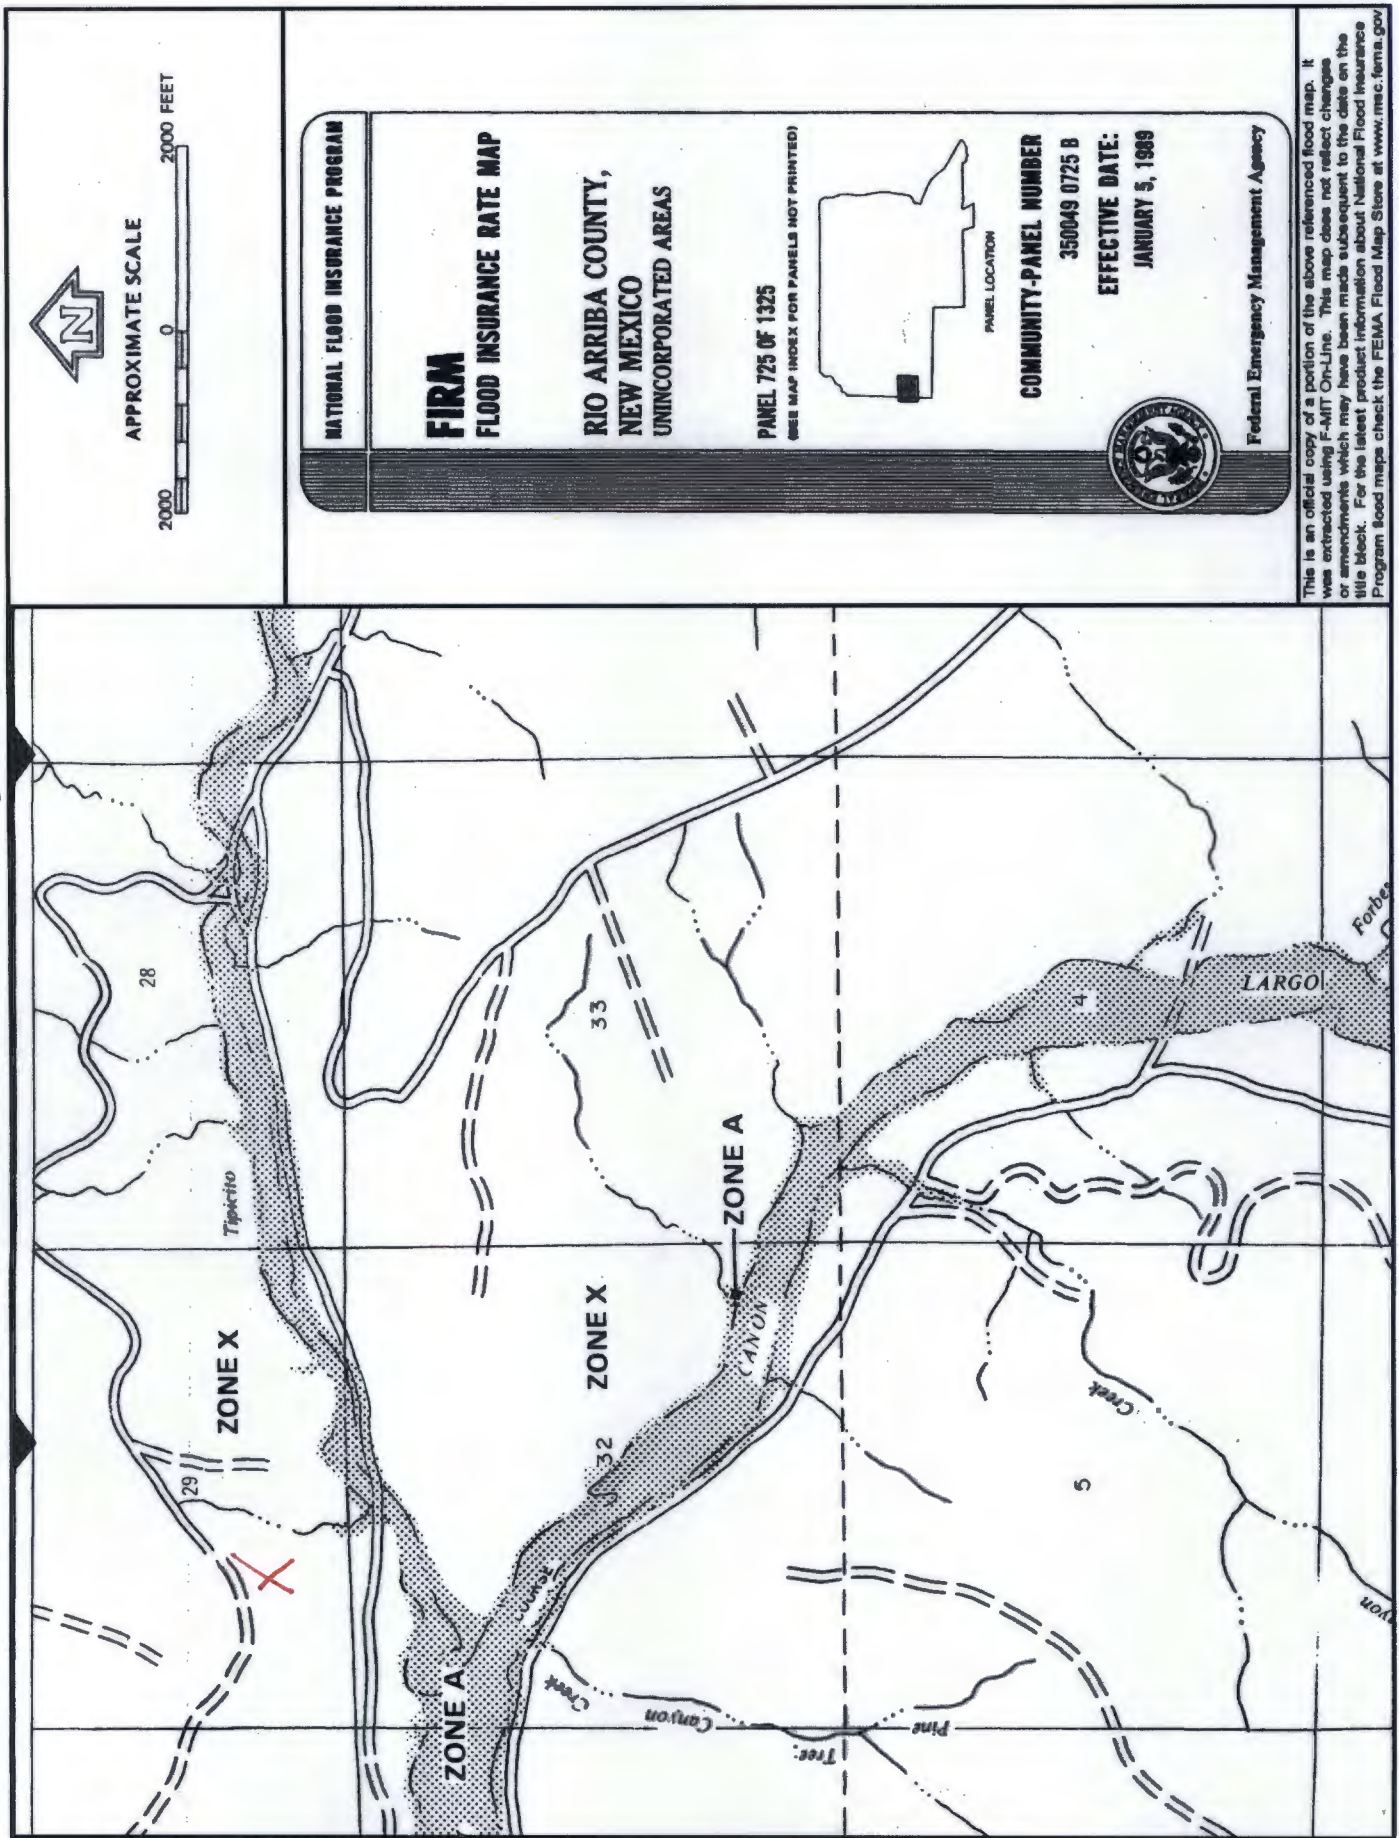 N
APPROXIMATE SCALE
2000 0 2000 FEET
NATIONAL FLOOD INSURANCE PROGRAM
FIRM
FLOOD INSURANCE RATE MAP
RIO ARRIBA COUNTY,
NEW MEXICO
UNINCORPORATED AREAS
PANEL 725 OF 1325
(SEE MAP INDEX FOR PANELS NOT PRINTED)
PANEL LOCATION
COMMUNITY-PANEL NUMBER
350049 0725 B
EFFECTIVE DATE:
JANUARY 5, 1989
Federal Emergency Management Agency
This is an official copy of a portion of the above referenced flood map. It
was extracted using F-MIT On-Line. This map does not reflect changes
or amendments which may have been made subsequent to the date on the
title block. For the latest product information about National Flood Insurance
Program flood maps check the FEMA Flood Map Store at www.msc.fema.gov
28
Tipicito
ZONE X
29
33
ZONE A
ZONE X
32
CANON
4
LARGO
Forbes
Creek
5
ZONE A
Creek
Canyon
Tree
Pine